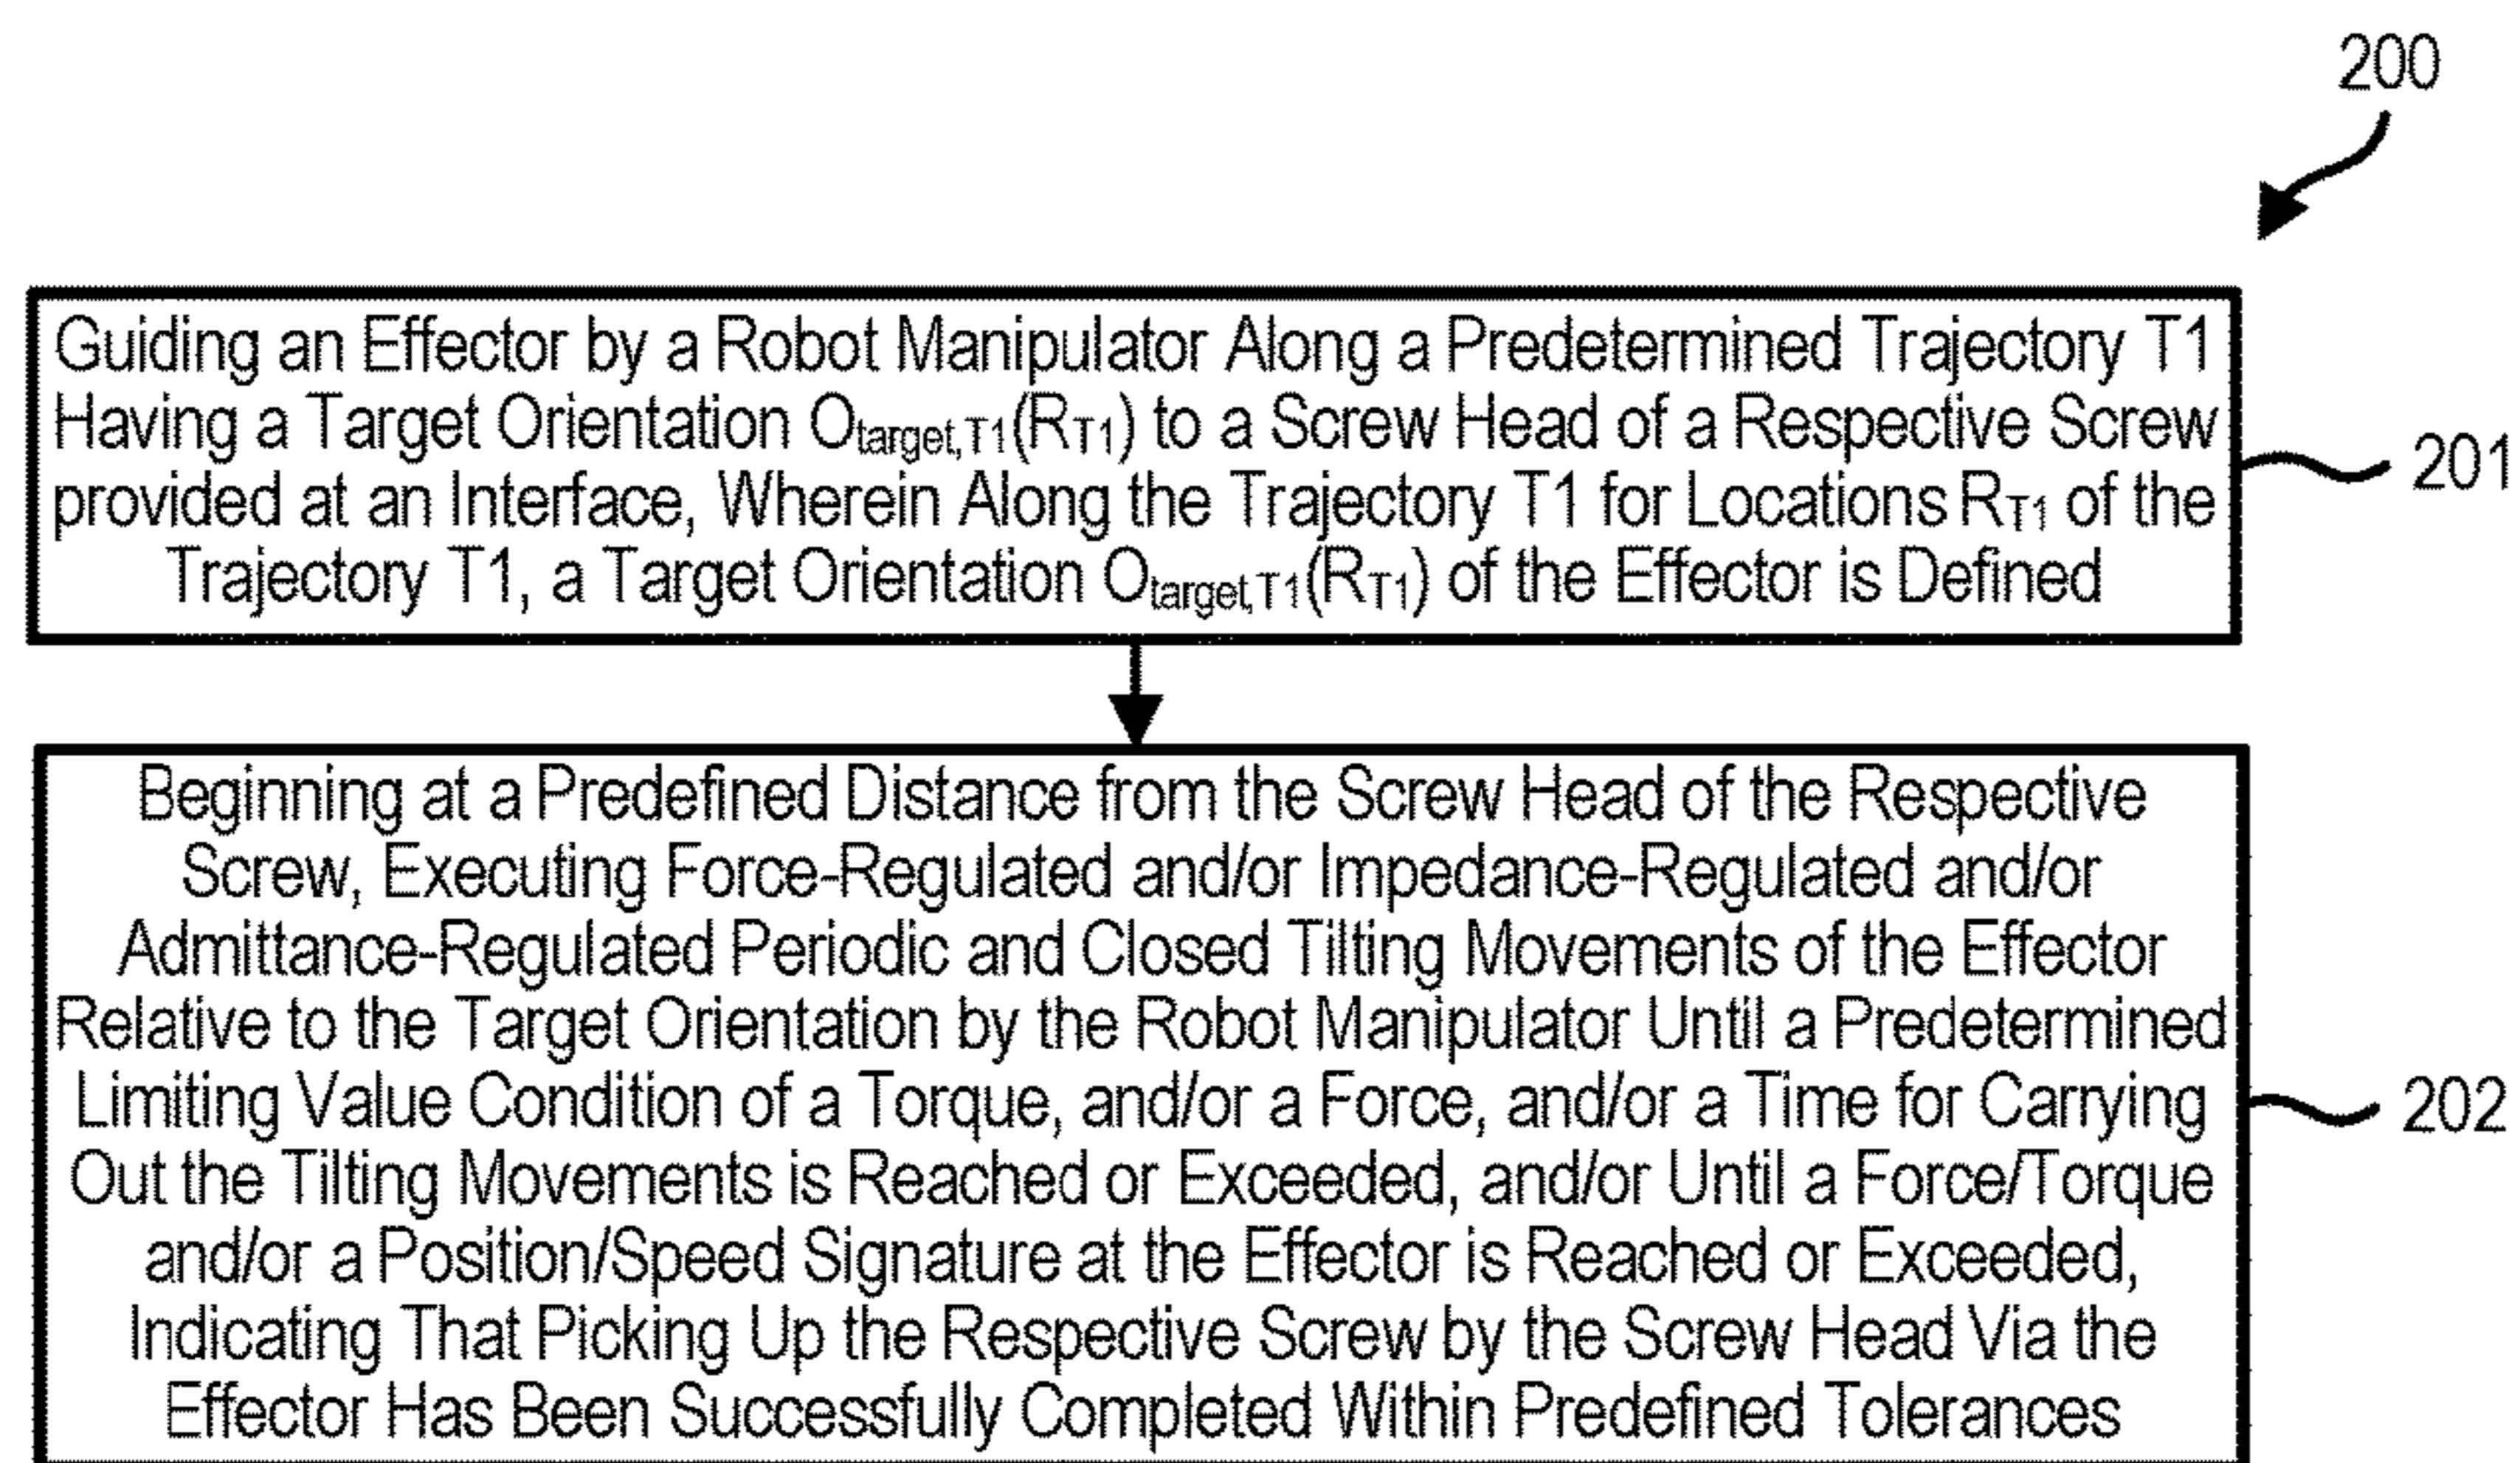 200
Guiding an Effector by a Robot Manipulator Along a Predetermined Trajectory T1
Having a Target Orientation Otarget,T1(RT1) to a Screw Head of a Respective Screw
provided at an Interface, Wherein Along the Trajectory T1 for Locations RT1 of the
Trajectory T1, a Target Orientation Otarget,T1(RT1) of the Effector is Defined
201
Beginning at a Predefined Distance from the Screw Head of the Respective
Screw, Executing Force-Regulated and/or Impedance-Regulated and/or
Admittance-Regulated Periodic and Closed Tilting Movements of the Effector
Relative to the Target Orientation by the Robot Manipulator Until a Predetermined
Limiting Value Condition of a Torque, and/or a Force, and/or a Time for Carrying
Out the Tilting Movements is Reached or Exceeded, and/or Until a Force/Torque
and/or a Position/Speed Signature at the Effector is Reached or Exceeded,
Indicating That Picking Up the Respective Screw by the Screw Head Via the
Effector Has Been Successfully Completed Within Predefined Tolerances
202